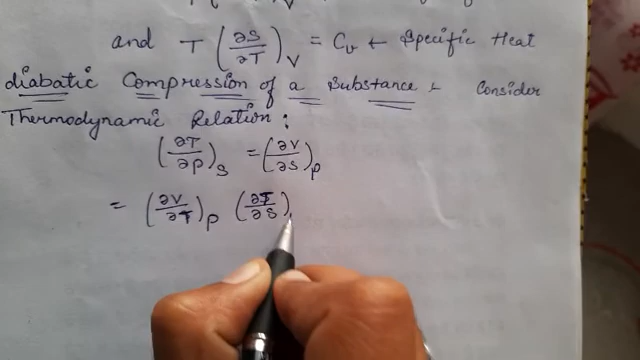 and T (∂S/∂T)_V = C_v ← Specific Heat
diabatic Compression of a Substance :- Consider
Thermodynamic Relation :
(∂T/∂p)_s = (∂V/∂S)_p
= (∂V/∂T)_p (∂T/∂S)